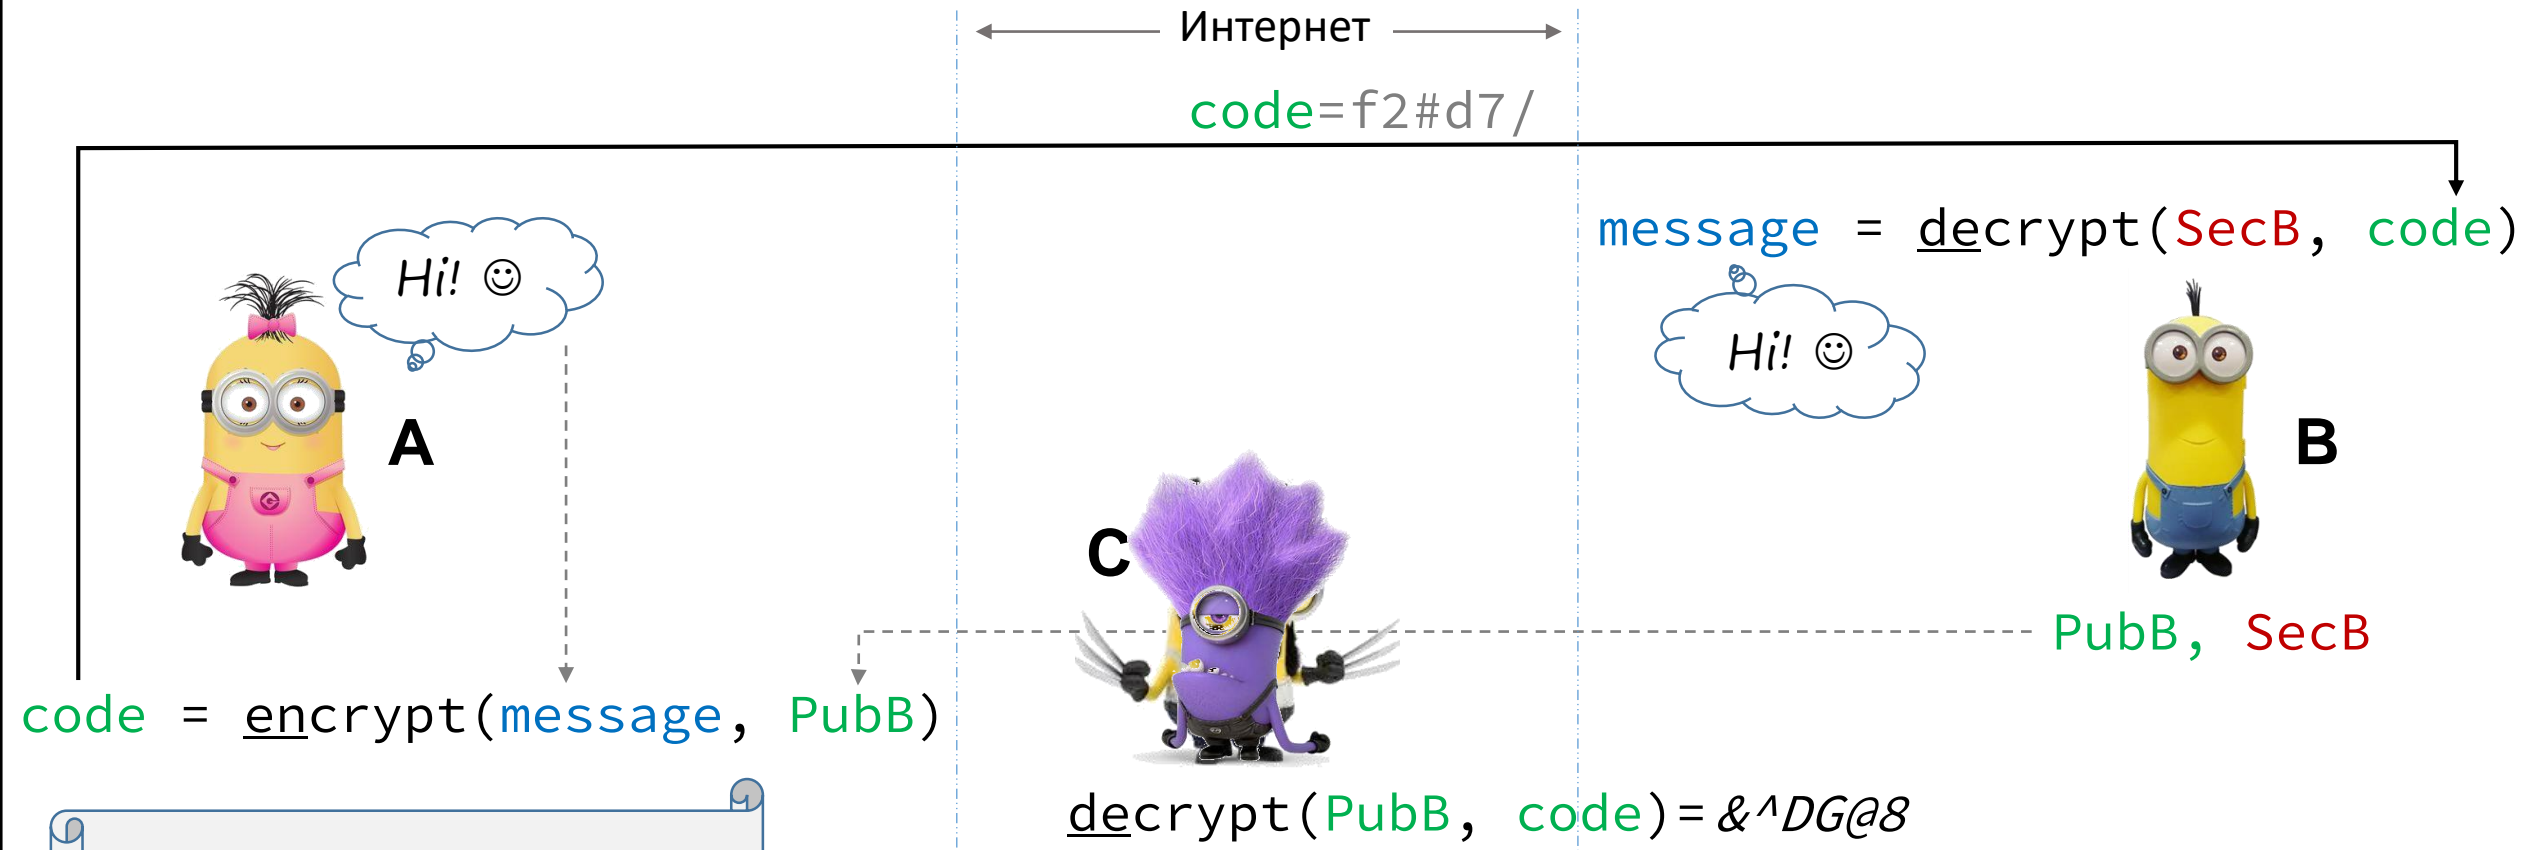 Интернет
code=f2#d7/
message = decrypt(SecB, code)
Hi! ☺
Hi! ☺
A
B
C
PubB, SecB
code = encrypt(message, PubB)
decrypt(PubB, code)=&^DG@8